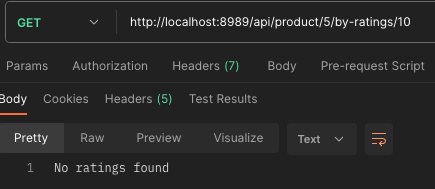 GET http://localhost:8989/api/product/5/by-ratings/10
Params Authorization Headers (7) Body Pre-request Script
Body Cookies Headers (5) Test Results
Pretty Raw Preview Visualize Text
1 No ratings found